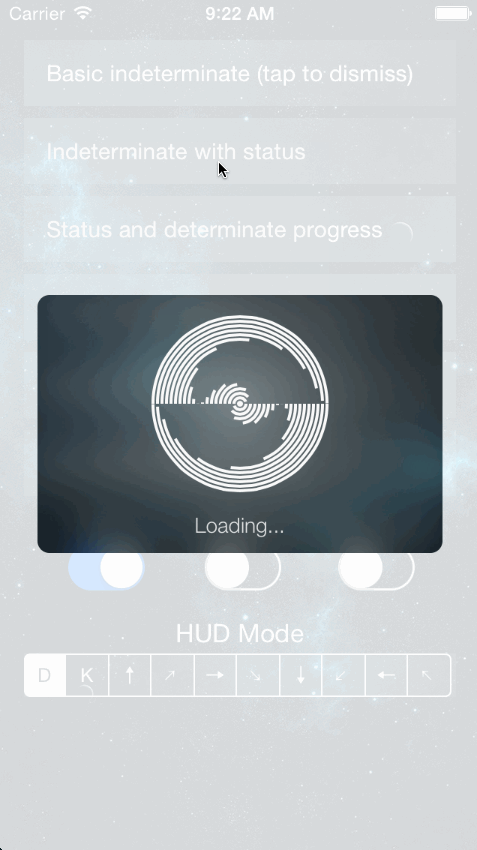 Carrier 9:22 AM
Basic indeterminate (tap to dismiss)
Indeterminate with status
Status and determinate progress
Loading...
HUD Mode
D K ↑ ↗ → ↘ ↓ ↙ ← ↖